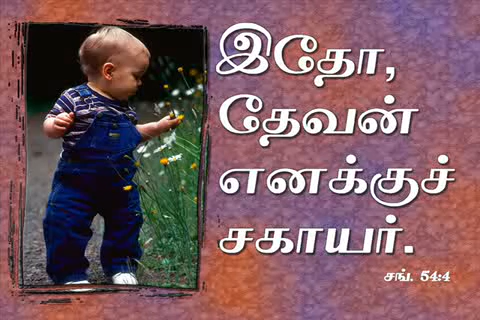 இதோ,
தேவன்
எனக்குச்
சகாயர்.
சங். 54:4